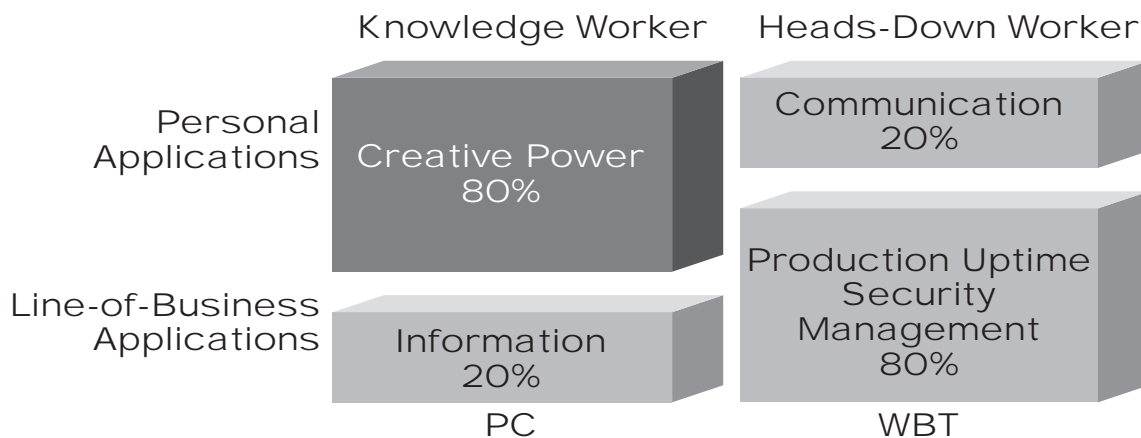 Knowledge Worker
Heads-Down Worker
Personal
Applications
Creative Power
80%
Communication
20%
Line-of-Business
Applications
Information
20%
Production Uptime
Security
Management
80%
PC
WBT